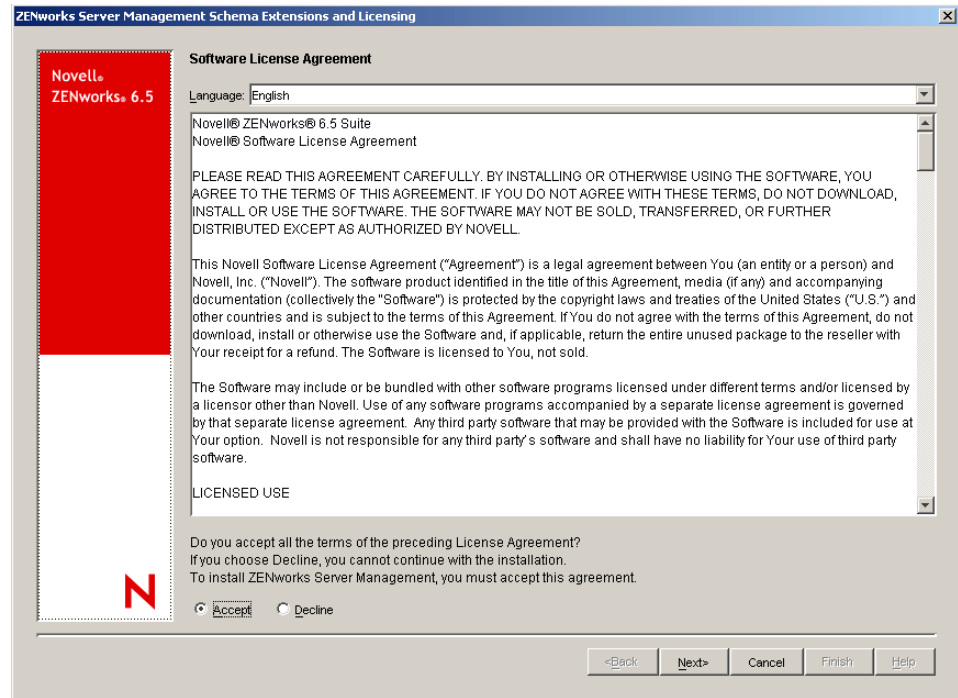 ZENworks Server Management Schema Extensions and Licensing
Novell®
ZENworks® 6.5
Software License Agreement
Language: English
Novell® ZENworks® 6.5 Suite
Novell® Software License Agreement
PLEASE READ THIS AGREEMENT CAREFULLY. BY INSTALLING OR OTHERWISE USING THE SOFTWARE, YOU
AGREE TO THE TERMS OF THIS AGREEMENT. IF YOU DO NOT AGREE WITH THESE TERMS, DO NOT DOWNLOAD,
INSTALL OR USE THE SOFTWARE. THE SOFTWARE MAY NOT BE SOLD, TRANSFERRED, OR FURTHER
DISTRIBUTED EXCEPT AS AUTHORIZED BY NOVELL.
This Novell Software License Agreement (“Agreement”) is a legal agreement between You (an entity or a person) and
Novell, Inc. (“Novell”). The software product identified in the title of this Agreement, media (if any) and accompanying
documentation (collectively the "Software") is protected by the copyright laws and treaties of the United States (“U.S.”) and
other countries and is subject to the terms of this Agreement. If You do not agree with the terms of this Agreement, do not
download, install or otherwise use the Software and, if applicable, return the entire unused package to the reseller with
Your receipt for a refund. The Software is licensed to You, not sold.
The Software may include or be bundled with other software programs licensed under different terms and/or licensed by
a licensor other than Novell. Use of any software programs accompanied by a separate license agreement is governed
by that separate license agreement. Any third party software that may be provided with the Software is included for use at
Your option. Novell is not responsible for any third party's software and shall have no liability for Your use of third party
software.
LICENSED USE
Do you accept all the terms of the preceding License Agreement?
If you choose Decline, you cannot continue with the installation.
To install ZENworks Server Management, you must accept this agreement.
Accept Decline
N
<Back Next> Cancel Finish Help